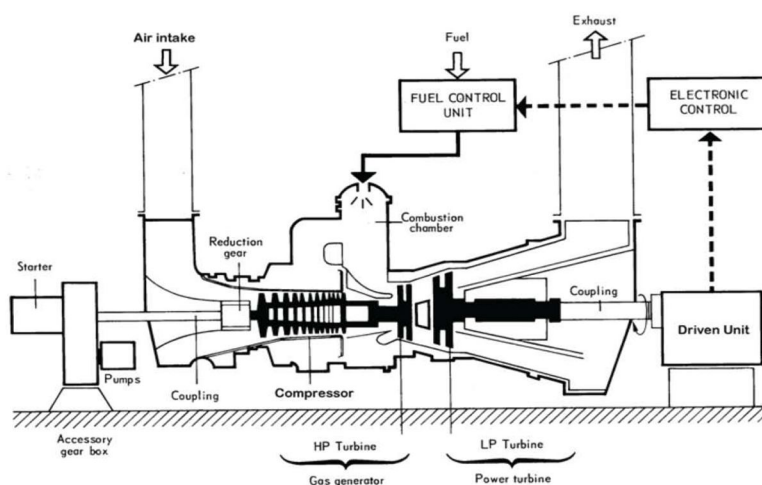 Air intake
Fuel
Exhaust
FUEL CONTROL
UNIT
ELECTRONIC
CONTROL
Combustion
chamber
Reduction
gear
Starter
Coupling
Driven Unit
Pumps
Coupling
Compressor
Accessory
gear box
HP Turbine
LP Turbine
Gas generator
Power turbine